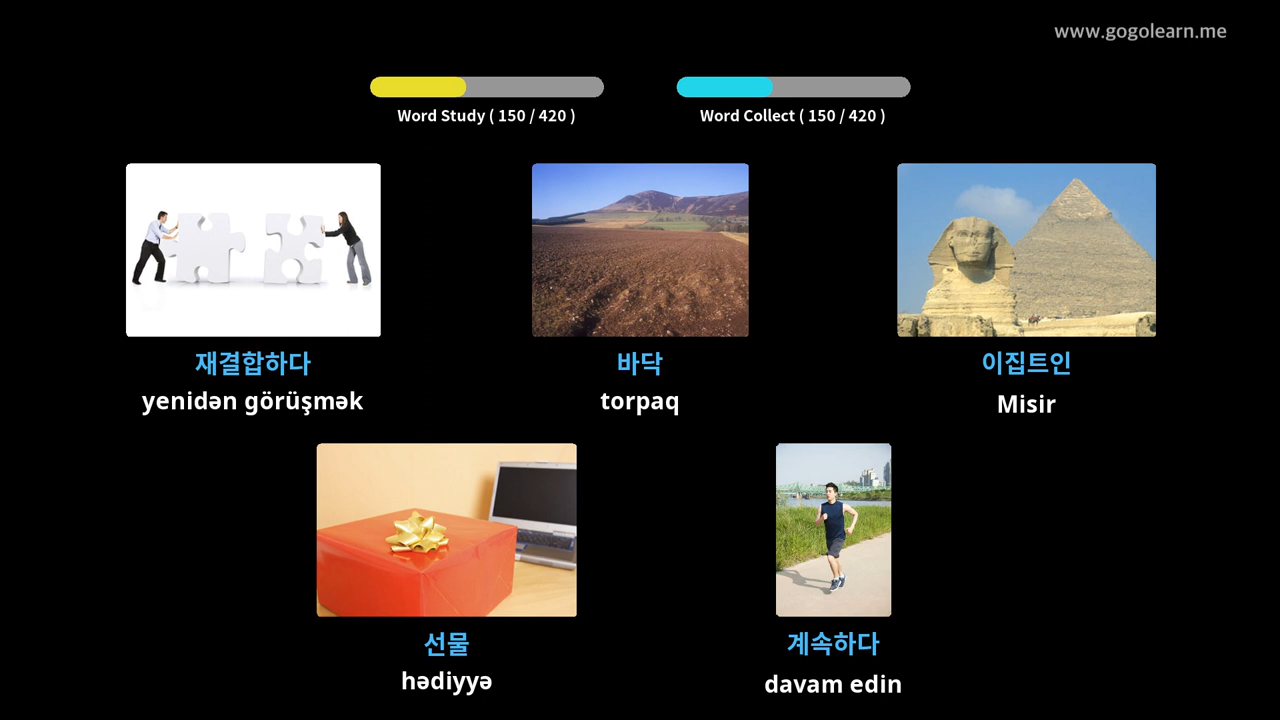 www.gogolearn.me
Word Study ( 150 / 420 )
Word Collect ( 150 / 420 )
재결합하다
yenidən görüşmək
바닥
torpaq
이집트인
Misir
선물
hədiyyə
계속하다
davam edin